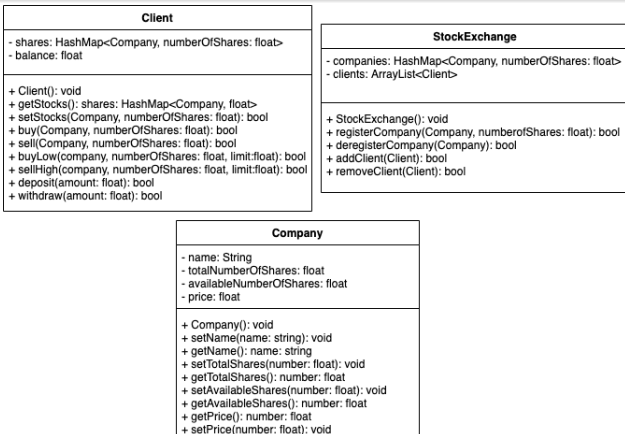 Client
- shares: HashMap<Company, numberOfShares: float>
- balance: float
+ Client(): void
+ getStocks(): shares: HashMap<Company, float>
+ setStocks(Company, numberOfShares: float): bool
+ buy(Company, numberOfShares: float): bool
+ sell(Company, numberOfShares: float): bool
+ buyLow(company, numberOfShares: float, limit:float): bool
+ sellHigh(company, numberOfShares: float, limit:float): bool
+ deposit(amount: float): bool
+ withdraw(amount: float): bool
StockExchange
- companies: HashMap<Company, numberOfShares: float>
- clients: ArrayList<Client>
+ StockExchange(): void
+ registerCompany(Company, numberofShares: float): bool
+ deregisterCompany(Company): bool
+ addClient(Client): bool
+ removeClient(Client): bool
Company
- name: String
- totalNumberOfShares: float
- availableNumberOfShares: float
- price: float
+ Company(): void
+ setName(name: string): void
+ getName(): name: string
+ setTotalShares(number: float): void
+ getTotalShares(): number: float
+ setAvailableShares(number: float): void
+ getAvailableShares(): number: float
+ getPrice(): number: float
+ setPrice(number: float): void